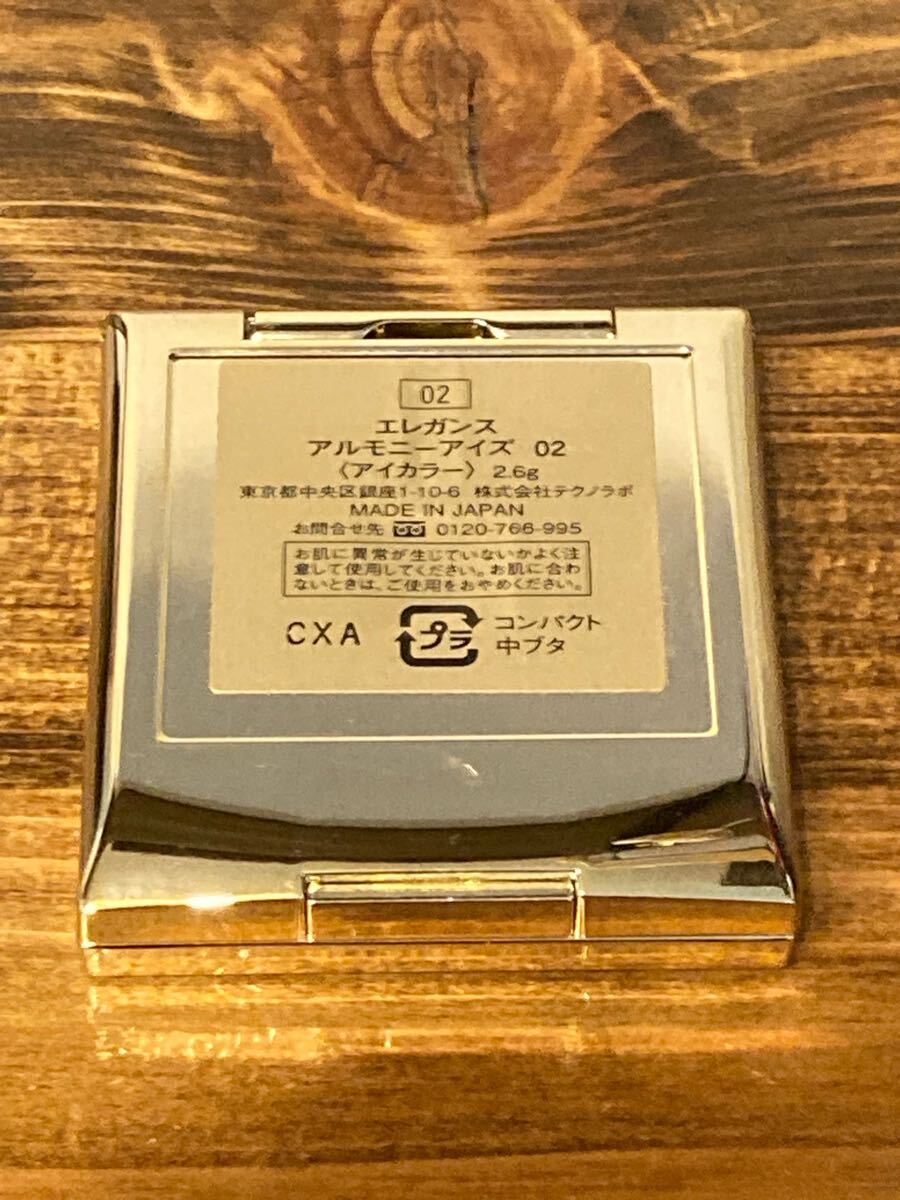 02
エレガンス
アルモニーアイズ 02
〈アイカラー〉 2.6g
東京都中央区銀座1-10-6 株式会社テクノラボ
MADE IN JAPAN
お問合せ先 0120-766-995
お肌に異常が生じていないかよく注
意して使用してください。お肌に合わ
ないときは、ご使用をおやめください。
CXA プラ コンパクト
中ブタ